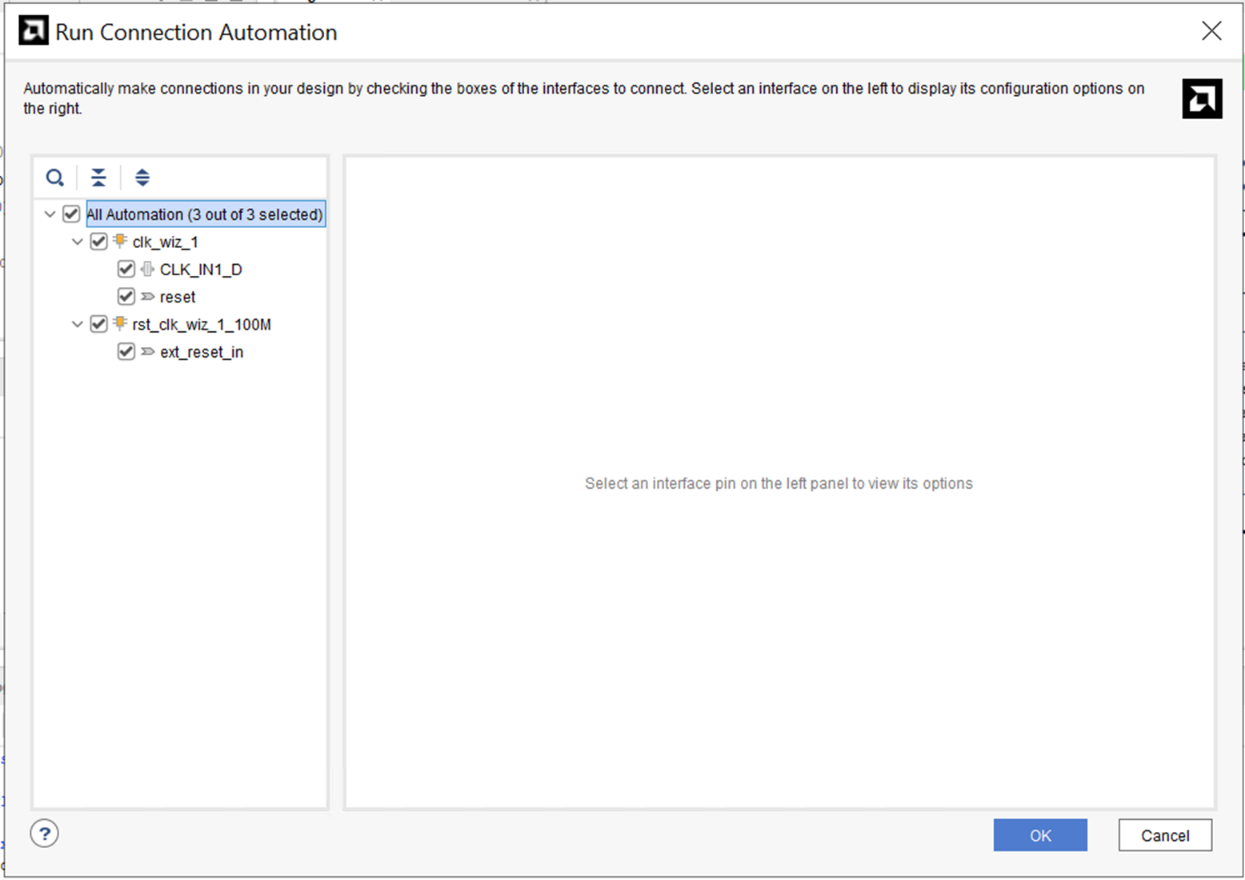 Run Connection Automation
Automatically make connections in your design by checking the boxes of the interfaces to connect. Select an interface on the left to display its configuration options on
the right.
All Automation (3 out of 3 selected)
clk_wiz_1
CLK_IN1_D
reset
rst_clk_wiz_1_100M
ext_reset_in
Select an interface pin on the left panel to view its options
?
OK
Cancel